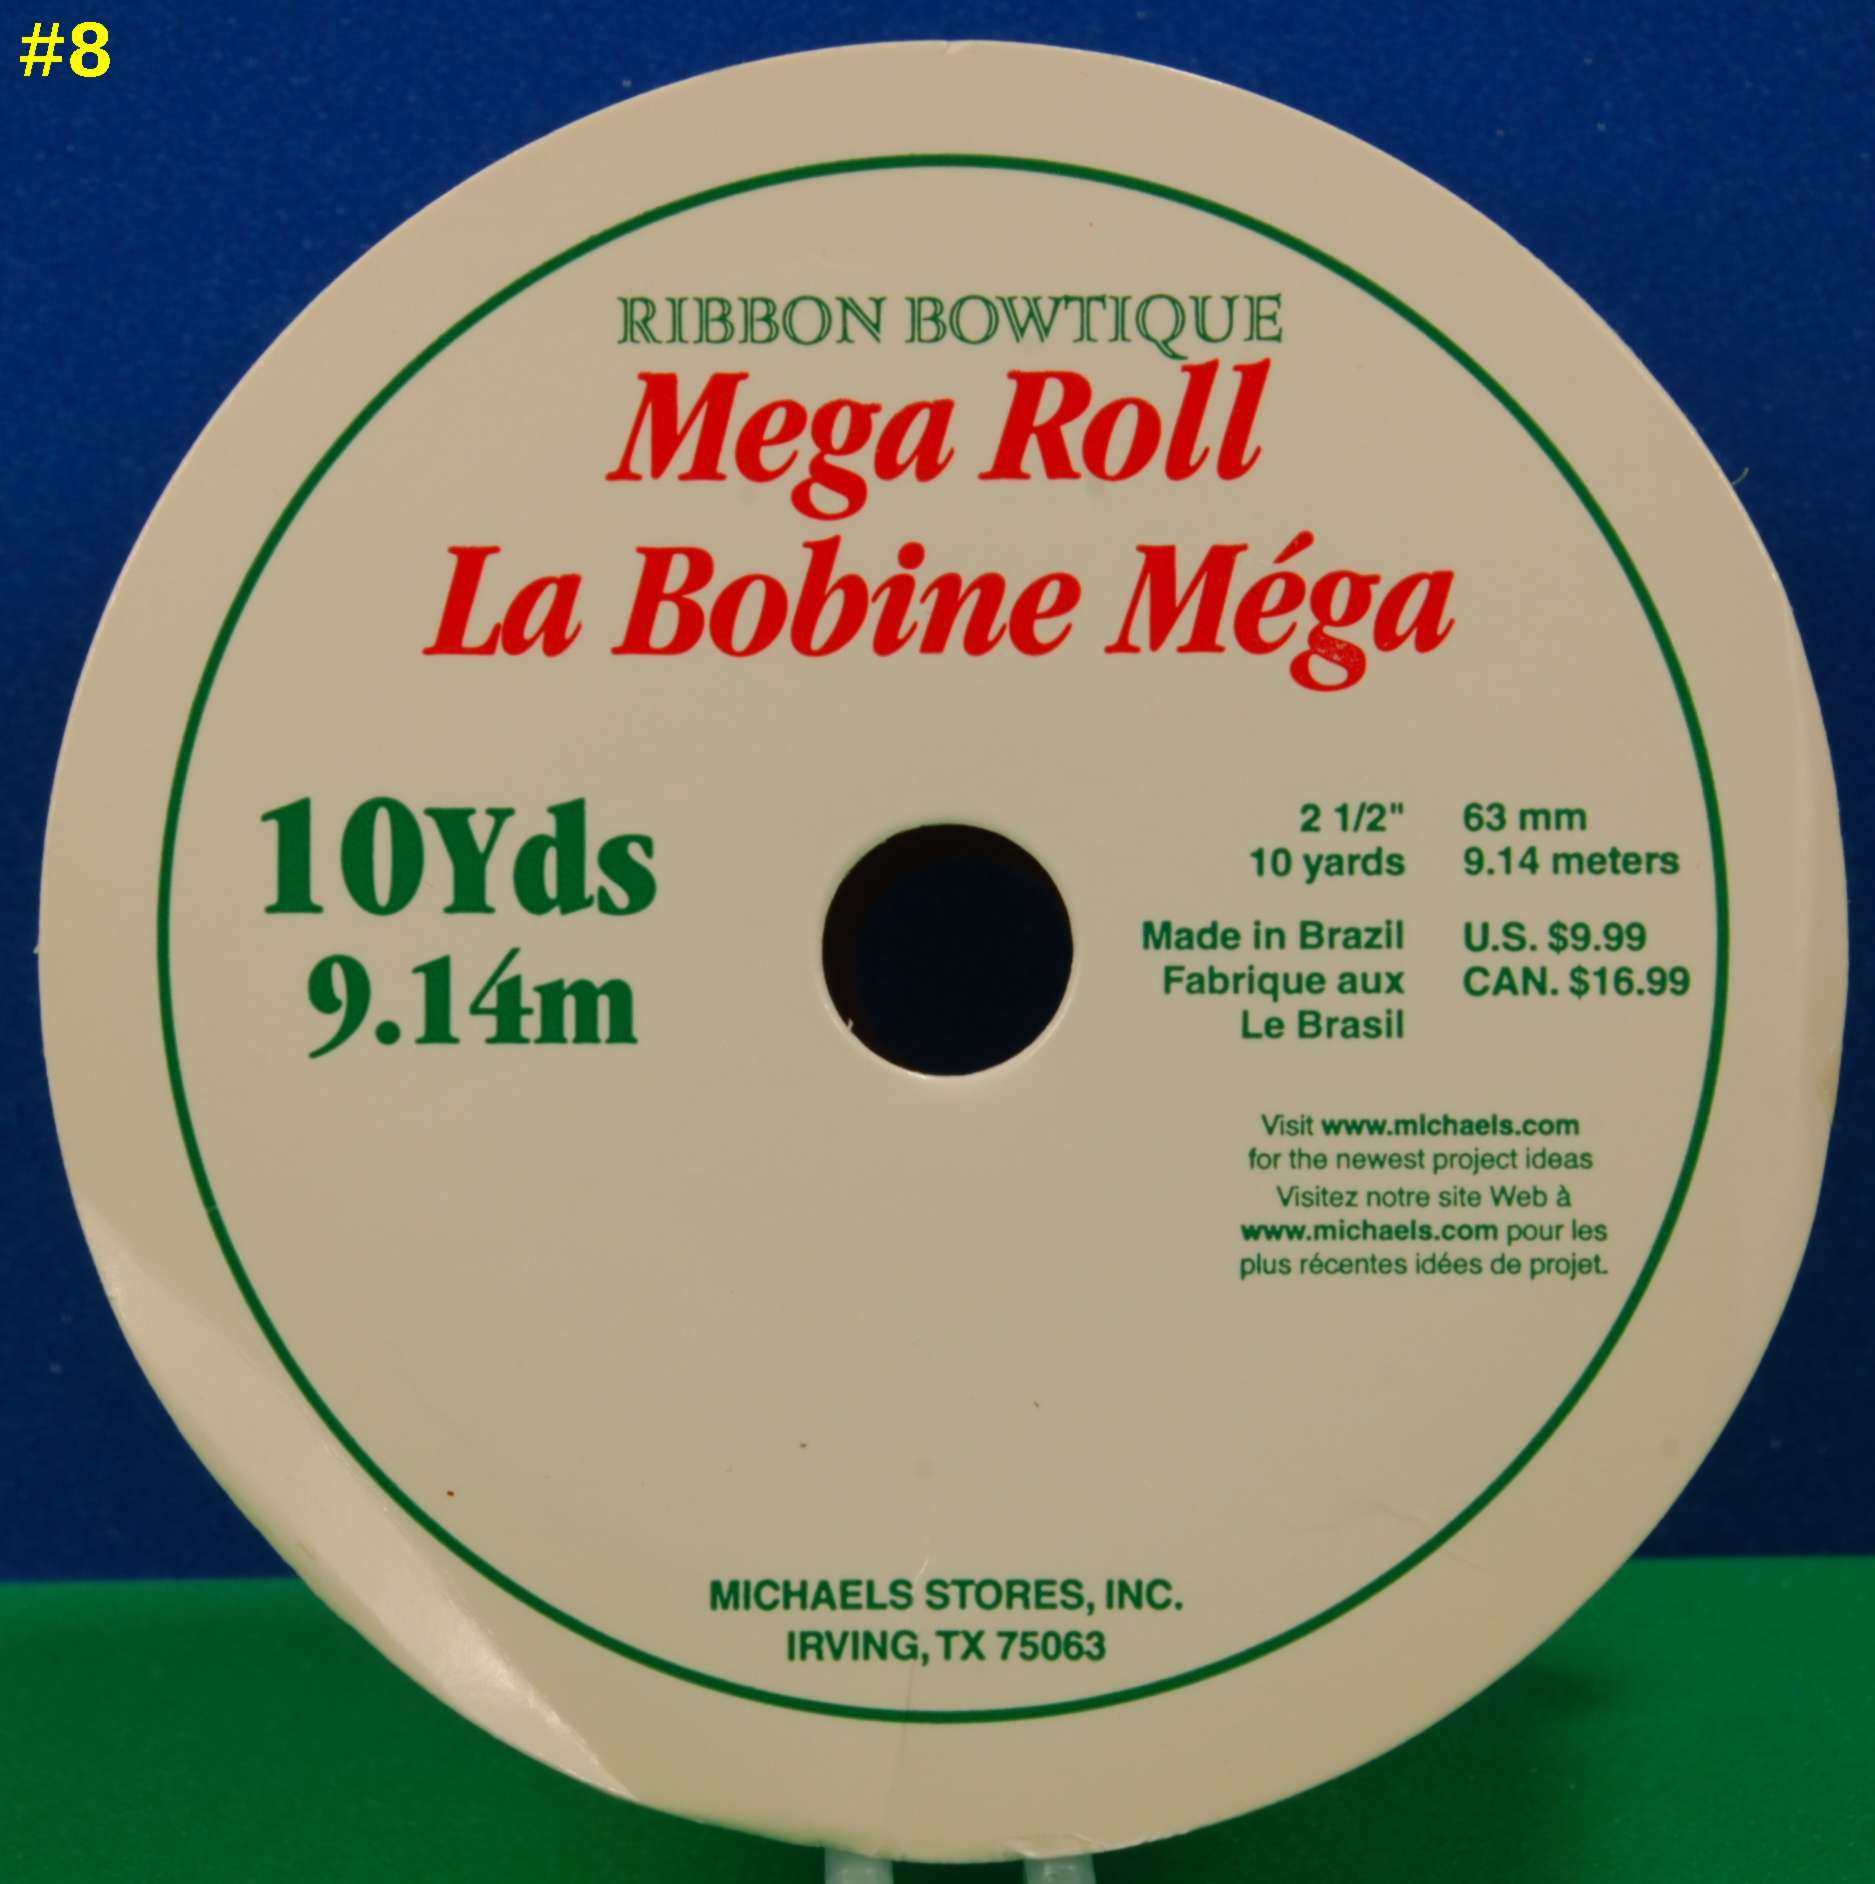 #8
RIBBON BOWTIQUE
Mega Roll
La Bobine Méga
10Yds
9.14m
2 1/2" 63 mm
10 yards 9.14 meters
Made in Brazil U.S. $9.99
Fabrique aux CAN. $16.99
Le Brasil
Visit www.michaels.com
for the newest project ideas
Visitez notre site Web à
www.michaels.com pour les
plus récentes idées de projet.
MICHAELS STORES, INC.
IRVING, TX 75063